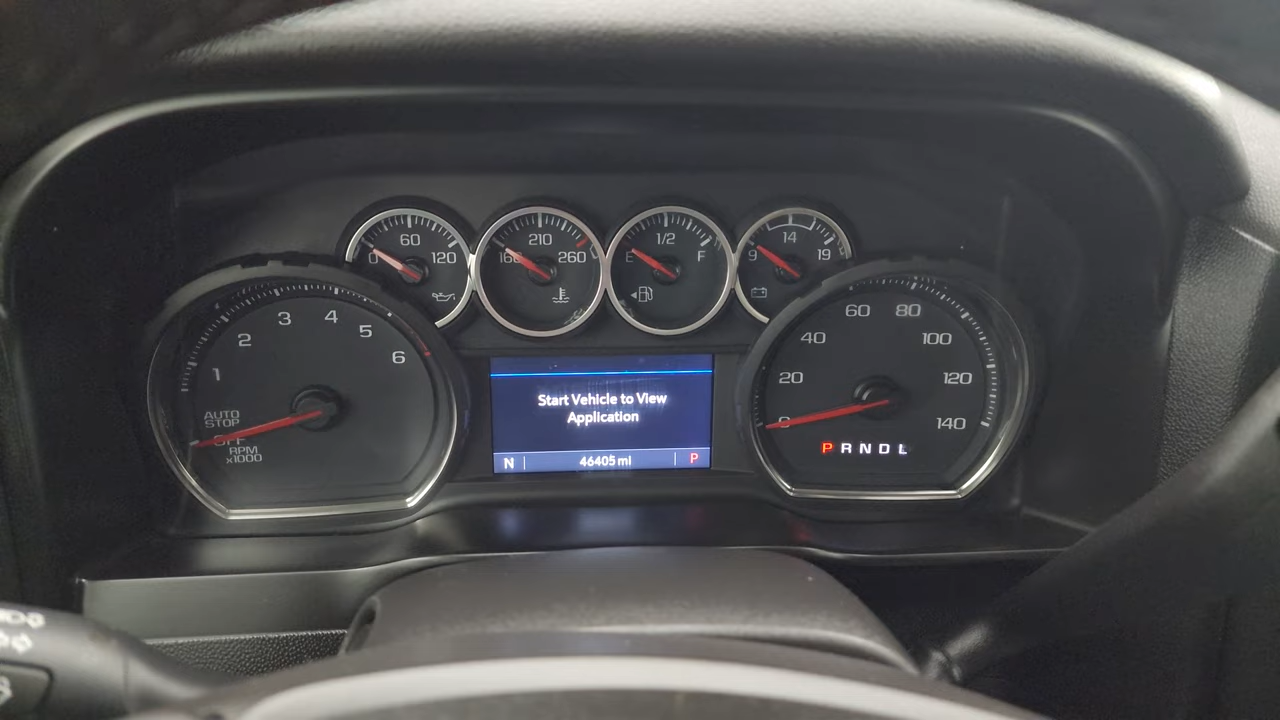 60
0 120
210
160 260
1/2
E F
14
9 19
1 2 3 4 5 6
AUTO
STOP
OFF
RPM
x1000
Start Vehicle to View
Application
N 46405 mi P
0 20 40 60 80 100 120 140
P R N D L